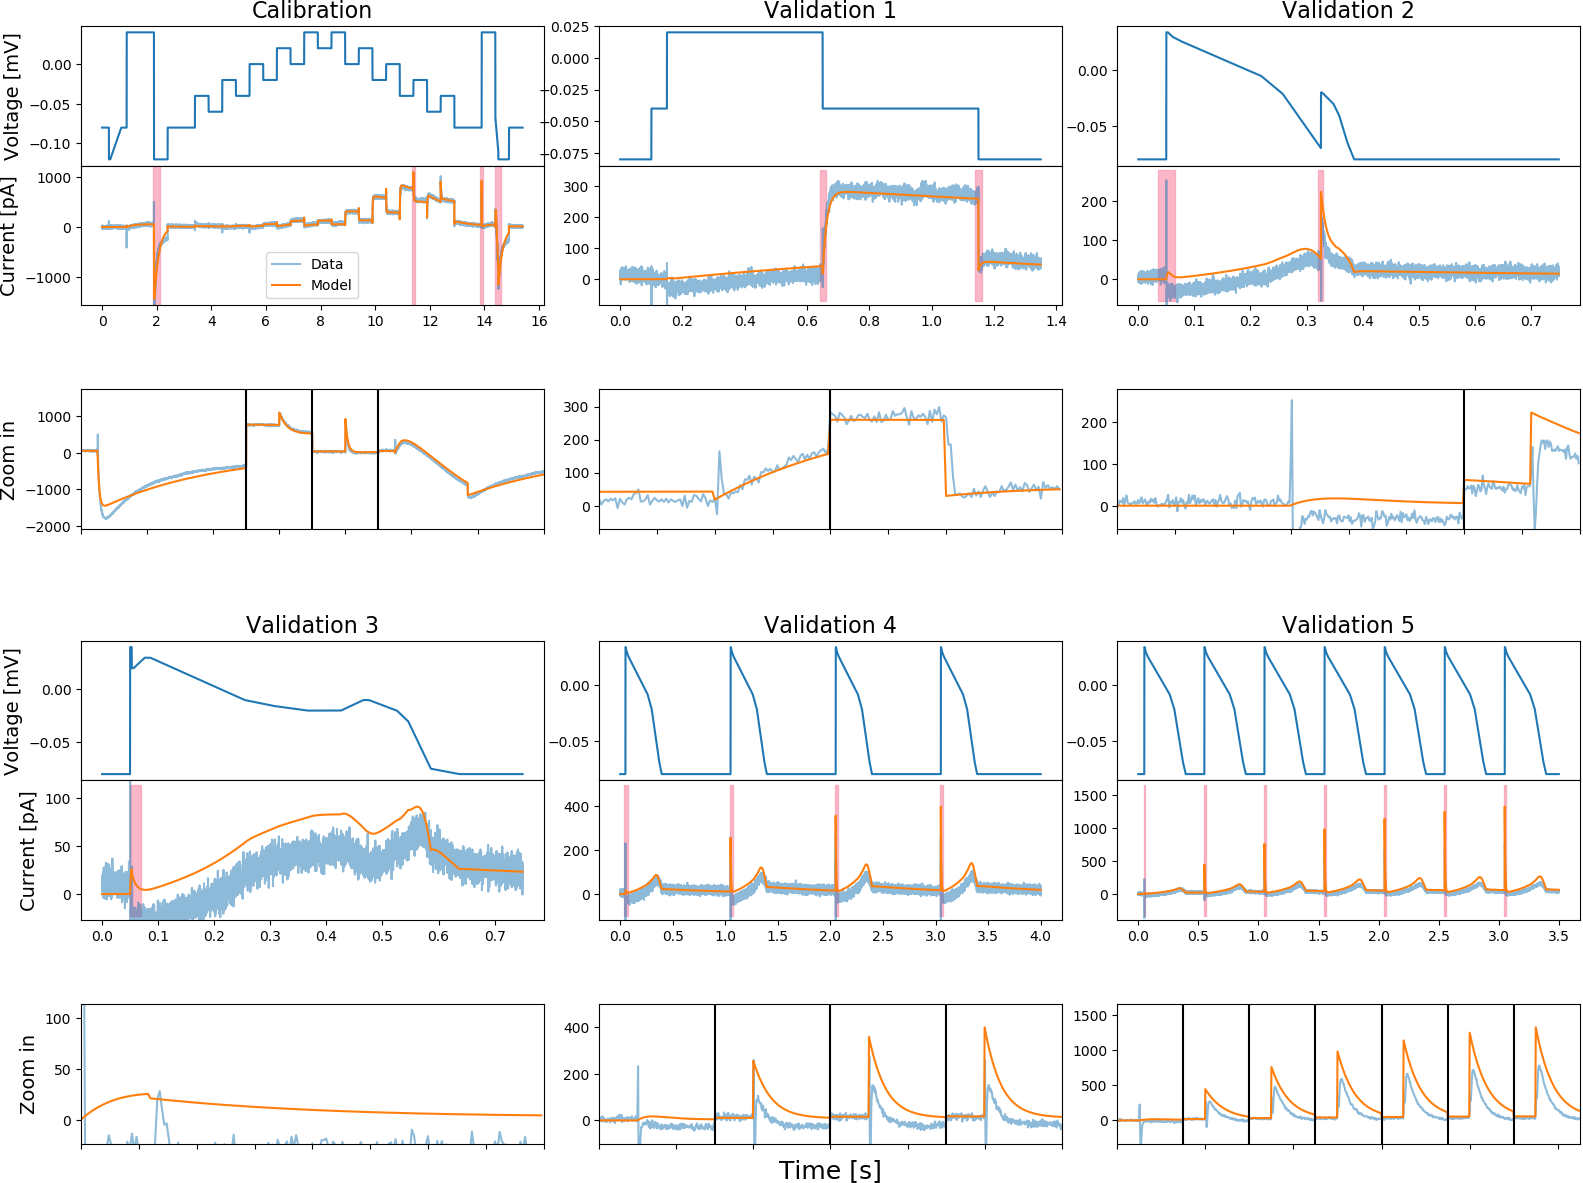 Calibration
Validation 1
Validation 2
Voltage [mV]
0.00
−0.05
−0.10
0.025
0.000
−0.025
−0.050
−0.075
0.00
−0.05
Current [pA]
1000
0
−1000
Data
Model
300
200
100
0
200
100
0
0 2 4 6 8 10 12 14 16
0.0 0.2 0.4 0.6 0.8 1.0 1.2 1.4
0.0 0.1 0.2 0.3 0.4 0.5 0.6 0.7
Zoom in
1000
0
−1000
−2000
300
200
100
0
200
100
0
Validation 3
Validation 4
Validation 5
Voltage [mV]
0.00
−0.05
0.00
−0.05
0.00
−0.05
Current [pA]
100
50
0
400
200
0
1500
1000
500
0
0.0 0.1 0.2 0.3 0.4 0.5 0.6 0.7
0.0 0.5 1.0 1.5 2.0 2.5 3.0 3.5 4.0
0.0 0.5 1.0 1.5 2.0 2.5 3.0 3.5
Zoom in
100
50
0
400
200
0
1500
1000
500
0
Time [s]